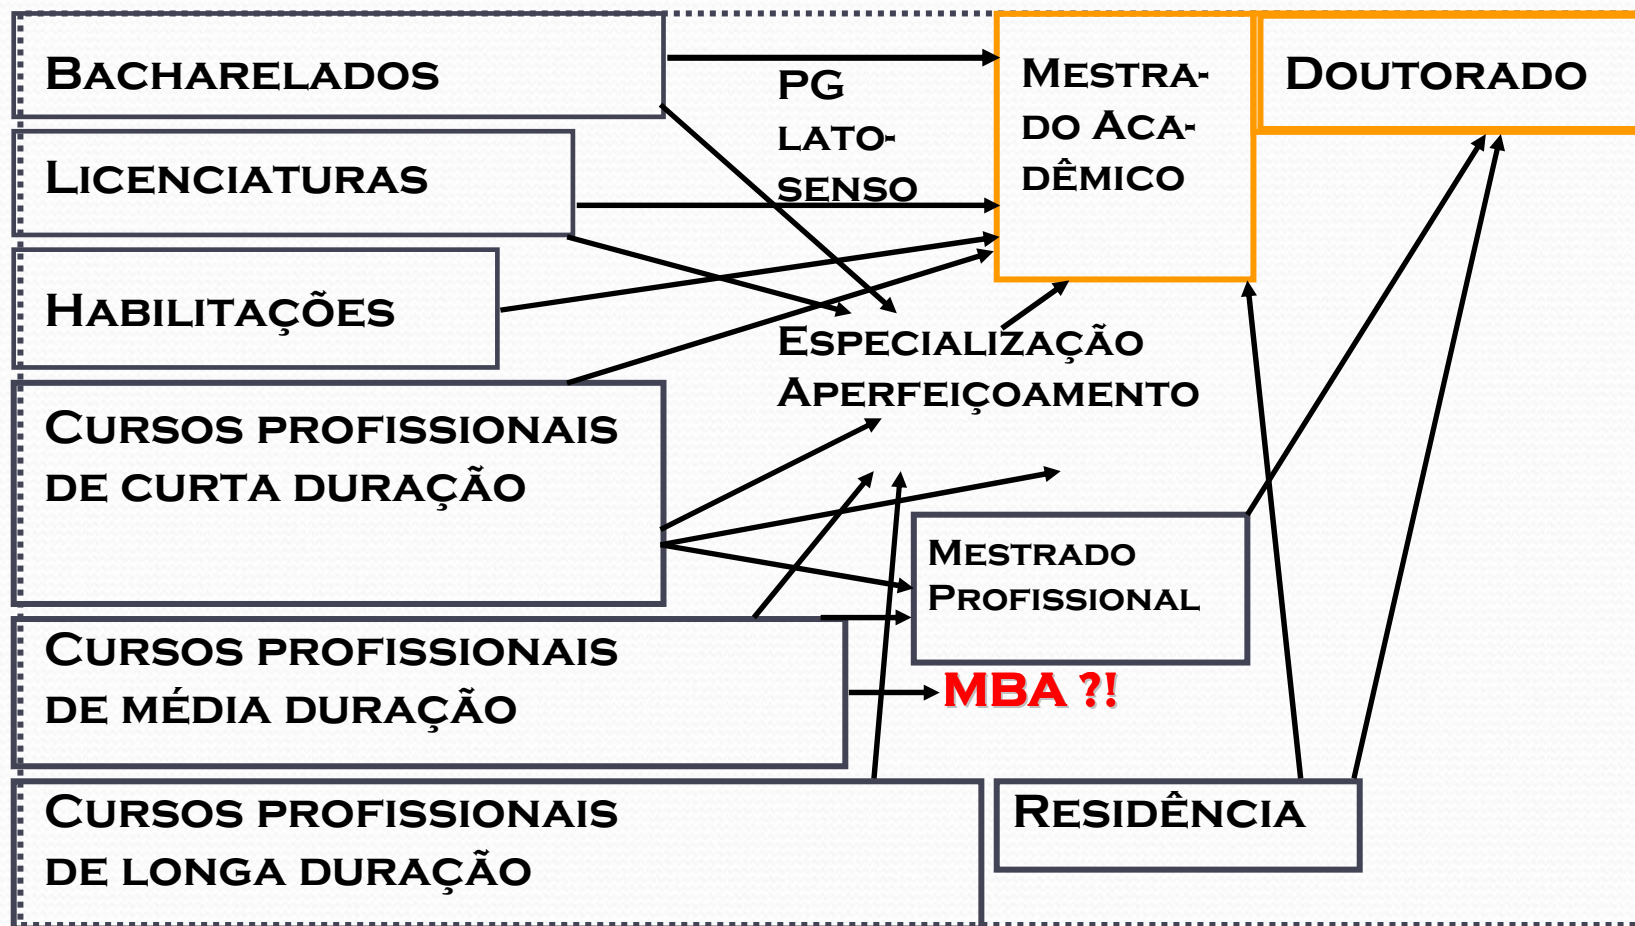 Bacharelados
PG
lato-
senso
Mestra-
do Aca-
dêmico
Doutorado
Licenciaturas
Habilitações
Especialização
Aperfeiçoamento
Cursos profissionais
de curta duração
Mestrado
Profissional
Cursos profissionais
de média duração
MBA ?!
Cursos profissionais
de longa duração
Residência